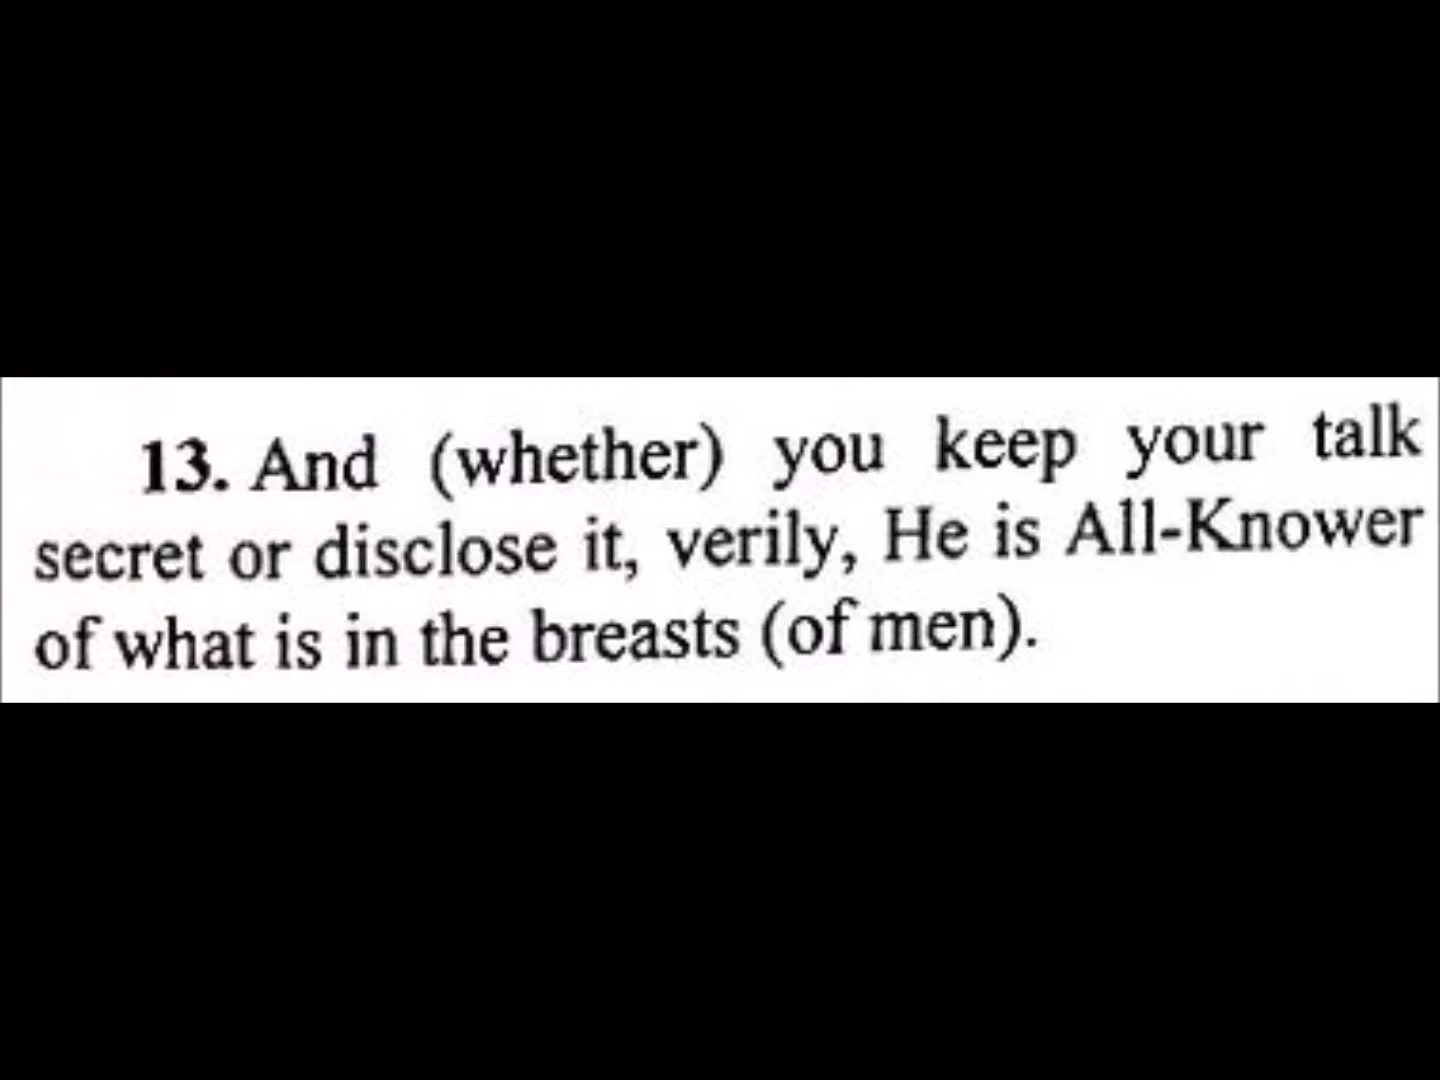 13. And (whether) you keep your talk
secret or disclose it, verily, He is All-Knower
of what is in the breasts (of men).